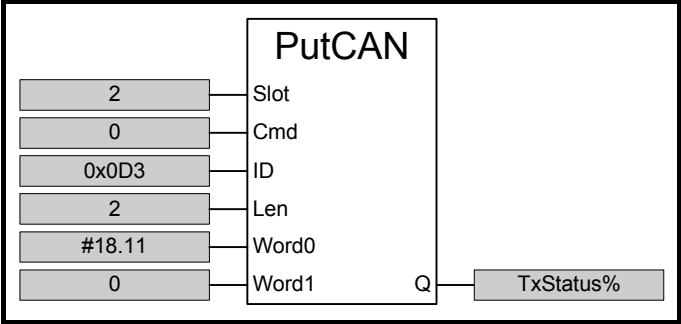 PutCAN
2 Slot
0 Cmd
0x0D3 ID
2 Len
#18.11 Word0
0 Word1 Q TxStatus%